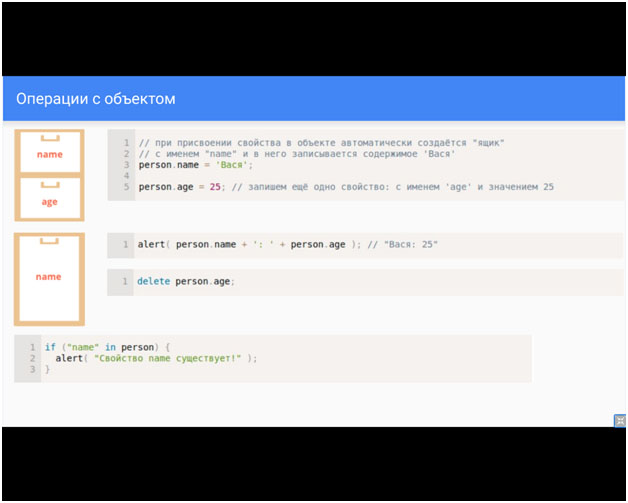 Операции с объектом
name
age
1 // при присвоении свойства в объекте автоматически создаётся "ящик"
2 // с именем "name" и в него записывается содержимое 'Вася'
3 person.name = 'Вася';
4
5 person.age = 25; // запишем ещё одно свойство: с именем 'age' и значением 25
name
1 alert( person.name + ': ' + person.age ); // "Вася: 25"
1 delete person.age;
1 if ("name" in person) {
2 alert( "Свойство name существует!" );
3 }